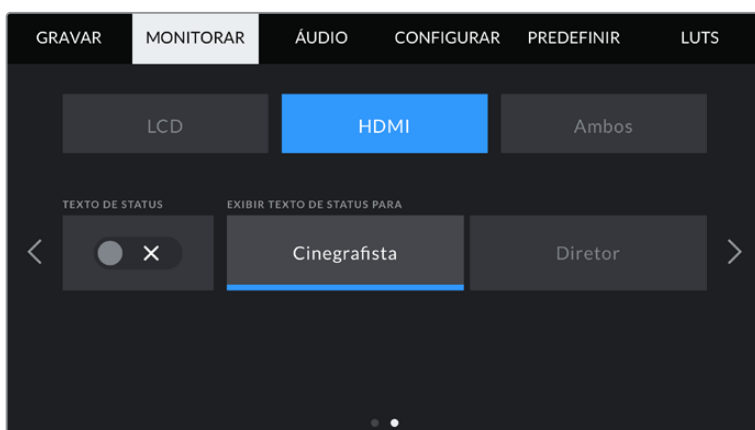 GRAVAR MONITORAR ÁUDIO CONFIGURAR PREDEFINIR LUTS
LCD HDMI Ambos
TEXTO DE STATUS EXIBIR TEXTO DE STATUS PARA
Cinegrafista Diretor